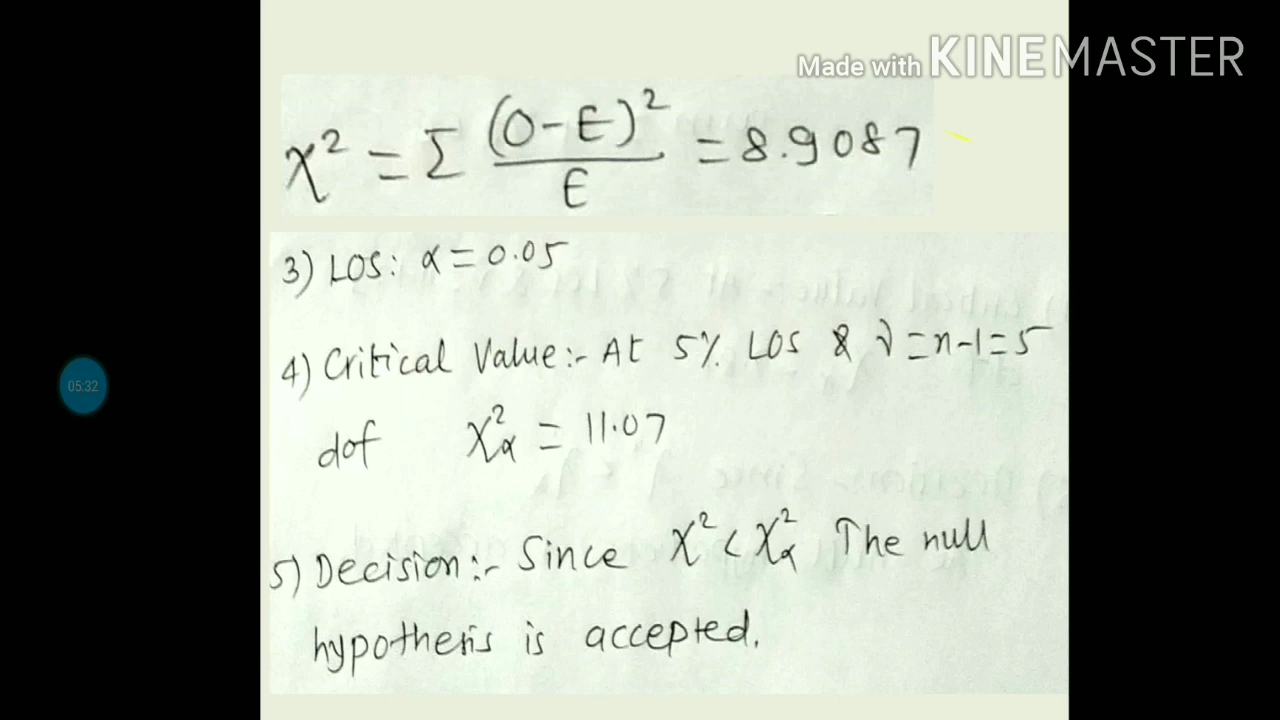 Made with KINEMASTER
χ² = Σ (O-E)² / E = 8.9087
3) LOS: α = 0.05
4) Critical Value:- At 5% LOS & ν = n-1 = 5
05:32
dof χ²α = 11.07
5) Decision:- Since χ² < χ²α The null
hypothesis is accepted.